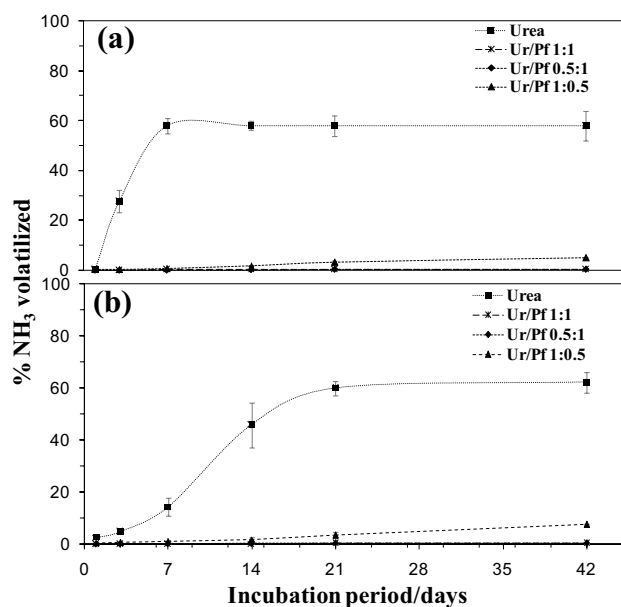 (a)
Urea
Ur/Pf 1:1
Ur/Pf 0.5:1
Ur/Pf 1:0.5
100
80
60
40
20
0
% NH₃ volatilized
(b)
Urea
Ur/Pf 1:1
Ur/Pf 0.5:1
Ur/Pf 1:0.5
100
80
60
40
20
0
0 7 14 21 28 35 42
Incubation period/days